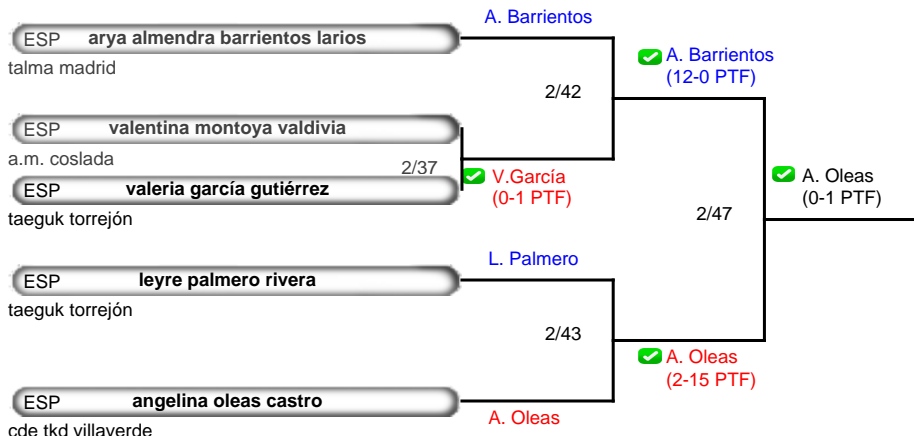 A. Barrientos
ESP arya almendra barrientos larios
talma madrid
A. Barrientos
(12-0 PTF)
2/42
ESP valentina montoya valdivia
a.m. coslada
2/37
V.García
(0-1 PTF)
ESP valeria garcía gutiérrez
taeguk torrejón
A. Oleas
(0-1 PTF)
2/47
L. Palmero
ESP leyre palmero rivera
taeguk torrejón
2/43
A. Oleas
(2-15 PTF)
ESP angelina oleas castro
A. Oleas
cde tkd villaverde